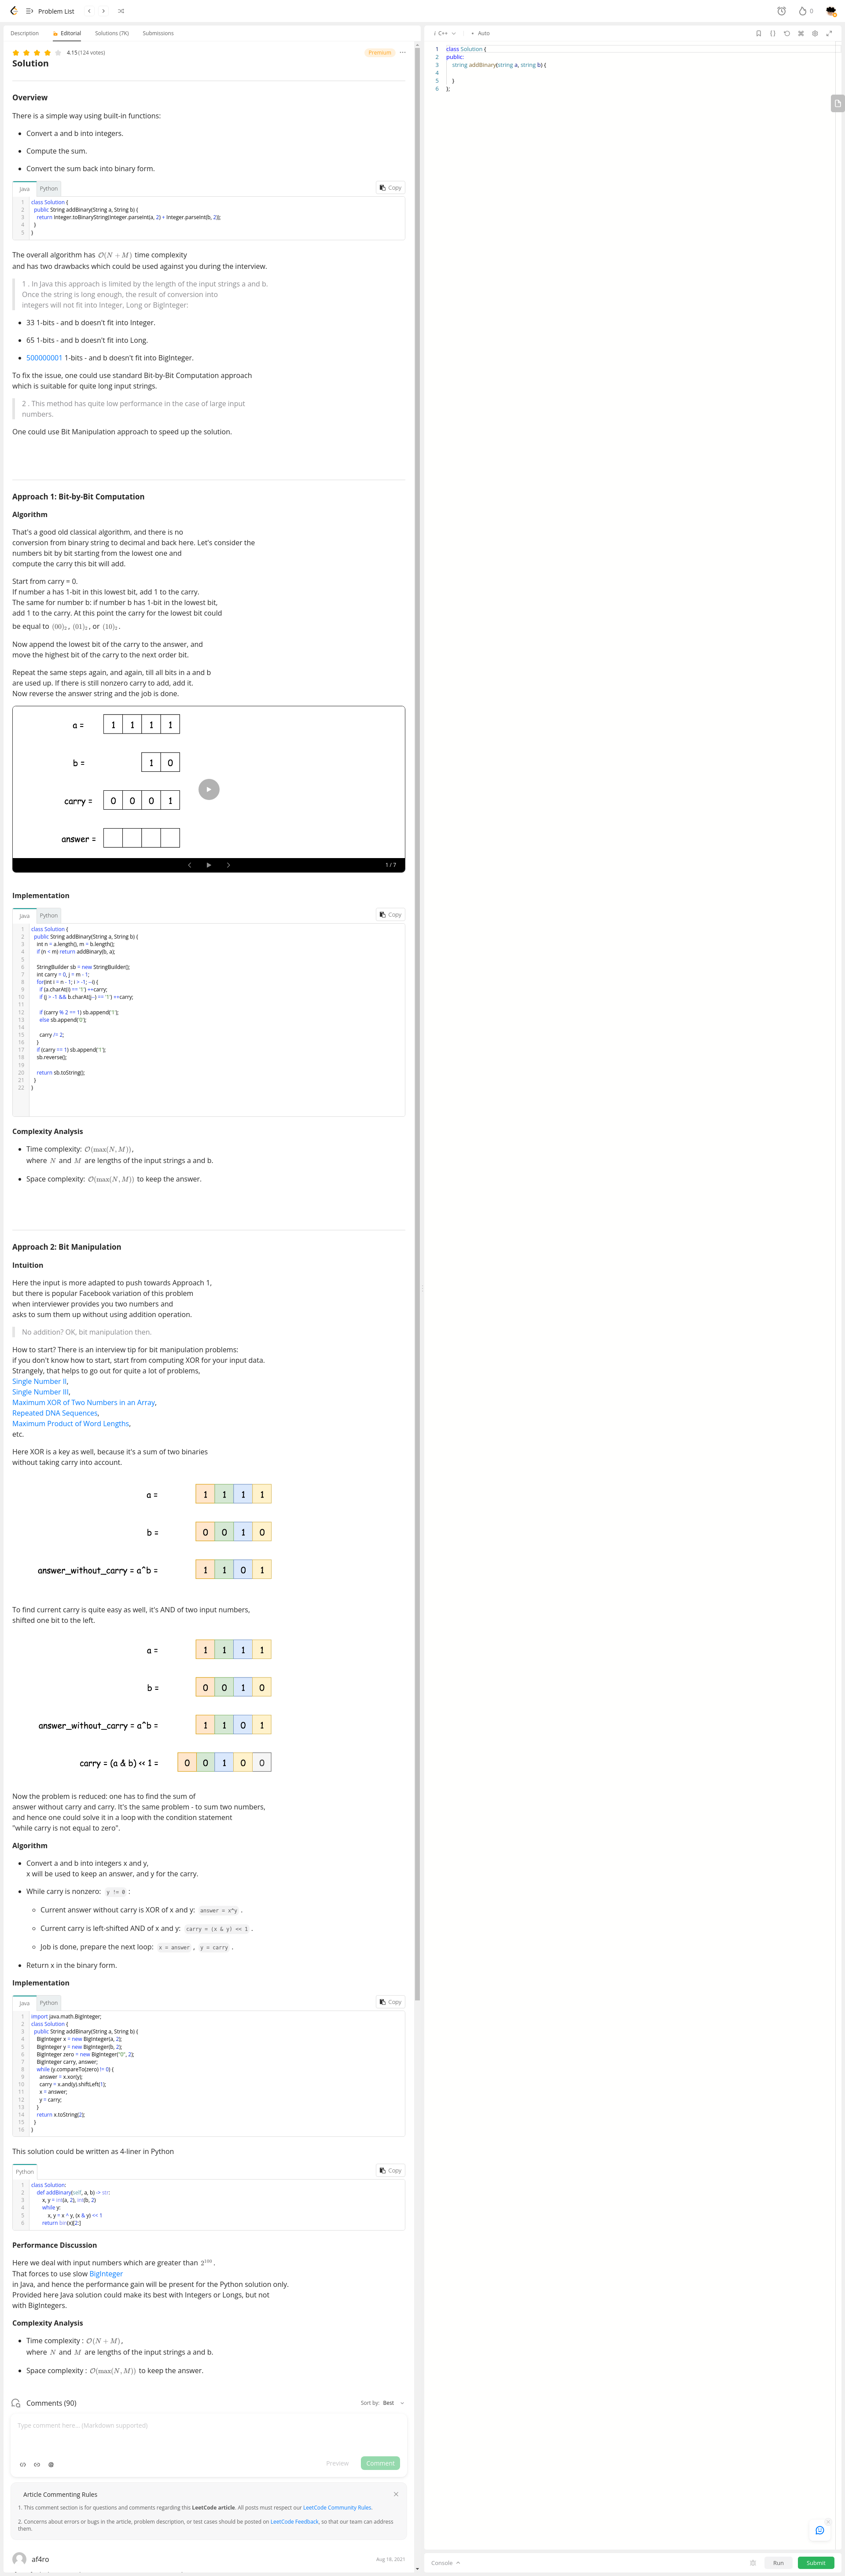 Problem List
0
Description
Editorial
Solutions (7K)
Submissions
4.15 (124 votes)
Premium
Solution
Overview
There is a simple way using built-in functions:
Convert a and b into integers.
Compute the sum.
Convert the sum back into binary form.
Java
Python
Copy
1 class Solution {
2 public String addBinary(String a, String b) {
3 return Integer.toBinaryString(Integer.parseInt(a, 2) + Integer.parseInt(b, 2));
4 }
5 }
The overall algorithm has O(N + M) time complexity
and has two drawbacks which could be used against you during the interview.
1 . In Java this approach is limited by the length of the input strings a and b.
Once the string is long enough, the result of conversion into
integers will not fit into Integer, Long or BigInteger:
33 1-bits - and b doesn't fit into Integer.
65 1-bits - and b doesn't fit into Long.
500000001 1-bits - and b doesn't fit into BigInteger.
To fix the issue, one could use standard Bit-by-Bit Computation approach
which is suitable for quite long input strings.
2 . This method has quite low performance in the case of large input
numbers.
One could use Bit Manipulation approach to speed up the solution.
Approach 1: Bit-by-Bit Computation
Algorithm
That's a good old classical algorithm, and there is no
conversion from binary string to decimal and back here. Let's consider the
numbers bit by bit starting from the lowest one and
compute the carry this bit will add.
Start from carry = 0.
If number a has 1-bit in this lowest bit, add 1 to the carry.
The same for number b: if number b has 1-bit in the lowest bit,
add 1 to the carry. At this point the carry for the lowest bit could
be equal to (00)₂, (01)₂, or (10)₂.
Now append the lowest bit of the carry to the answer, and
move the highest bit of the carry to the next order bit.
Repeat the same steps again, and again, till all bits in a and b
are used up. If there is still nonzero carry to add, add it.
Now reverse the answer string and the job is done.
a = 1 1 1 1
b = 1 0
carry = 0 0 0 1
answer =
1 / 7
Implementation
Java
Python
Copy
1 class Solution {
2 public String addBinary(String a, String b) {
3 int n = a.length(), m = b.length();
4 if (n < m) return addBinary(b, a);
5
6 StringBuilder sb = new StringBuilder();
7 int carry = 0, j = m - 1;
8 for(int i = n - 1; i > -1; --i) {
9 if (a.charAt(i) == '1') ++carry;
10 if (j > -1 && b.charAt(j--) == '1') ++carry;
11
12 if (carry % 2 == 1) sb.append('1');
13 else sb.append('0');
14
15 carry /= 2;
16 }
17 if (carry == 1) sb.append('1');
18 sb.reverse();
19
20 return sb.toString();
21 }
22 }
Complexity Analysis
Time complexity: O(max(N, M)),
where N and M are lengths of the input strings a and b.
Space complexity: O(max(N, M)) to keep the answer.
Approach 2: Bit Manipulation
Intuition
Here the input is more adapted to push towards Approach 1,
but there is popular Facebook variation of this problem
when interviewer provides you two numbers and
asks to sum them up without using addition operation.
No addition? OK, bit manipulation then.
How to start? There is an interview tip for bit manipulation problems:
if you don't know how to start, start from computing XOR for your input data.
Strangely, that helps to go out for quite a lot of problems,
Single Number II,
Single Number III,
Maximum XOR of Two Numbers in an Array,
Repeated DNA Sequences,
Maximum Product of Word Lengths,
etc.
Here XOR is a key as well, because it's a sum of two binaries
without taking carry into account.
a = 1 1 1 1
b = 0 0 1 0
answer_without_carry = a^b = 1 1 0 1
To find current carry is quite easy as well, it's AND of two input numbers,
shifted one bit to the left.
a = 1 1 1 1
b = 0 0 1 0
answer_without_carry = a^b = 1 1 0 1
carry = (a & b) << 1 = 0 0 1 0 0
Now the problem is reduced: one has to find the sum of
answer without carry and carry. It's the same problem - to sum two numbers,
and hence one could solve it in a loop with the condition statement
"while carry is not equal to zero".
Algorithm
Convert a and b into integers x and y,
x will be used to keep an answer, and y for the carry.
While carry is nonzero: y != 0 :
Current answer without carry is XOR of x and y: answer = x^y .
Current carry is left-shifted AND of x and y: carry = (x & y) << 1 .
Job is done, prepare the next loop: x = answer , y = carry .
Return x in the binary form.
Implementation
Java
Python
Copy
1 import java.math.BigInteger;
2 class Solution {
3 public String addBinary(String a, String b) {
4 BigInteger x = new BigInteger(a, 2);
5 BigInteger y = new BigInteger(b, 2);
6 BigInteger zero = new BigInteger("0", 2);
7 BigInteger carry, answer;
8 while (y.compareTo(zero) != 0) {
9 answer = x.xor(y);
10 carry = x.and(y).shiftLeft(1);
11 x = answer;
12 y = carry;
13 }
14 return x.toString(2);
15 }
16 }
This solution could be written as 4-liner in Python
Python
Copy
1 class Solution:
2 def addBinary(self, a, b) -> str:
3 x, y = int(a, 2), int(b, 2)
4 while y:
5 x, y = x ^ y, (x & y) << 1
6 return bin(x)[2:]
Performance Discussion
Here we deal with input numbers which are greater than 2¹⁰⁰.
That forces to use slow BigInteger
in Java, and hence the performance gain will be present for the Python solution only.
Provided here Java solution could make its best with Integers or Longs, but not
with BigIntegers.
Complexity Analysis
Time complexity : O(N + M),
where N and M are lengths of the input strings a and b.
Space complexity : O(max(N, M)) to keep the answer.
Comments (90)
Sort by: Best
Type comment here... (Markdown supported)
Preview
Comment
Article Commenting Rules
1. This comment section is for questions and comments regarding this LeetCode article. All posts must respect our LeetCode Community Rules.
2. Concerns about errors or bugs in the article, problem description, or test cases should be posted on LeetCode Feedback, so that our team can address
them.
af4ro
Aug 18, 2021
i C++
Auto
1 class Solution {
2 public:
3 string addBinary(string a, string b) {
4
5 }
6 };
Console
Run
Submit